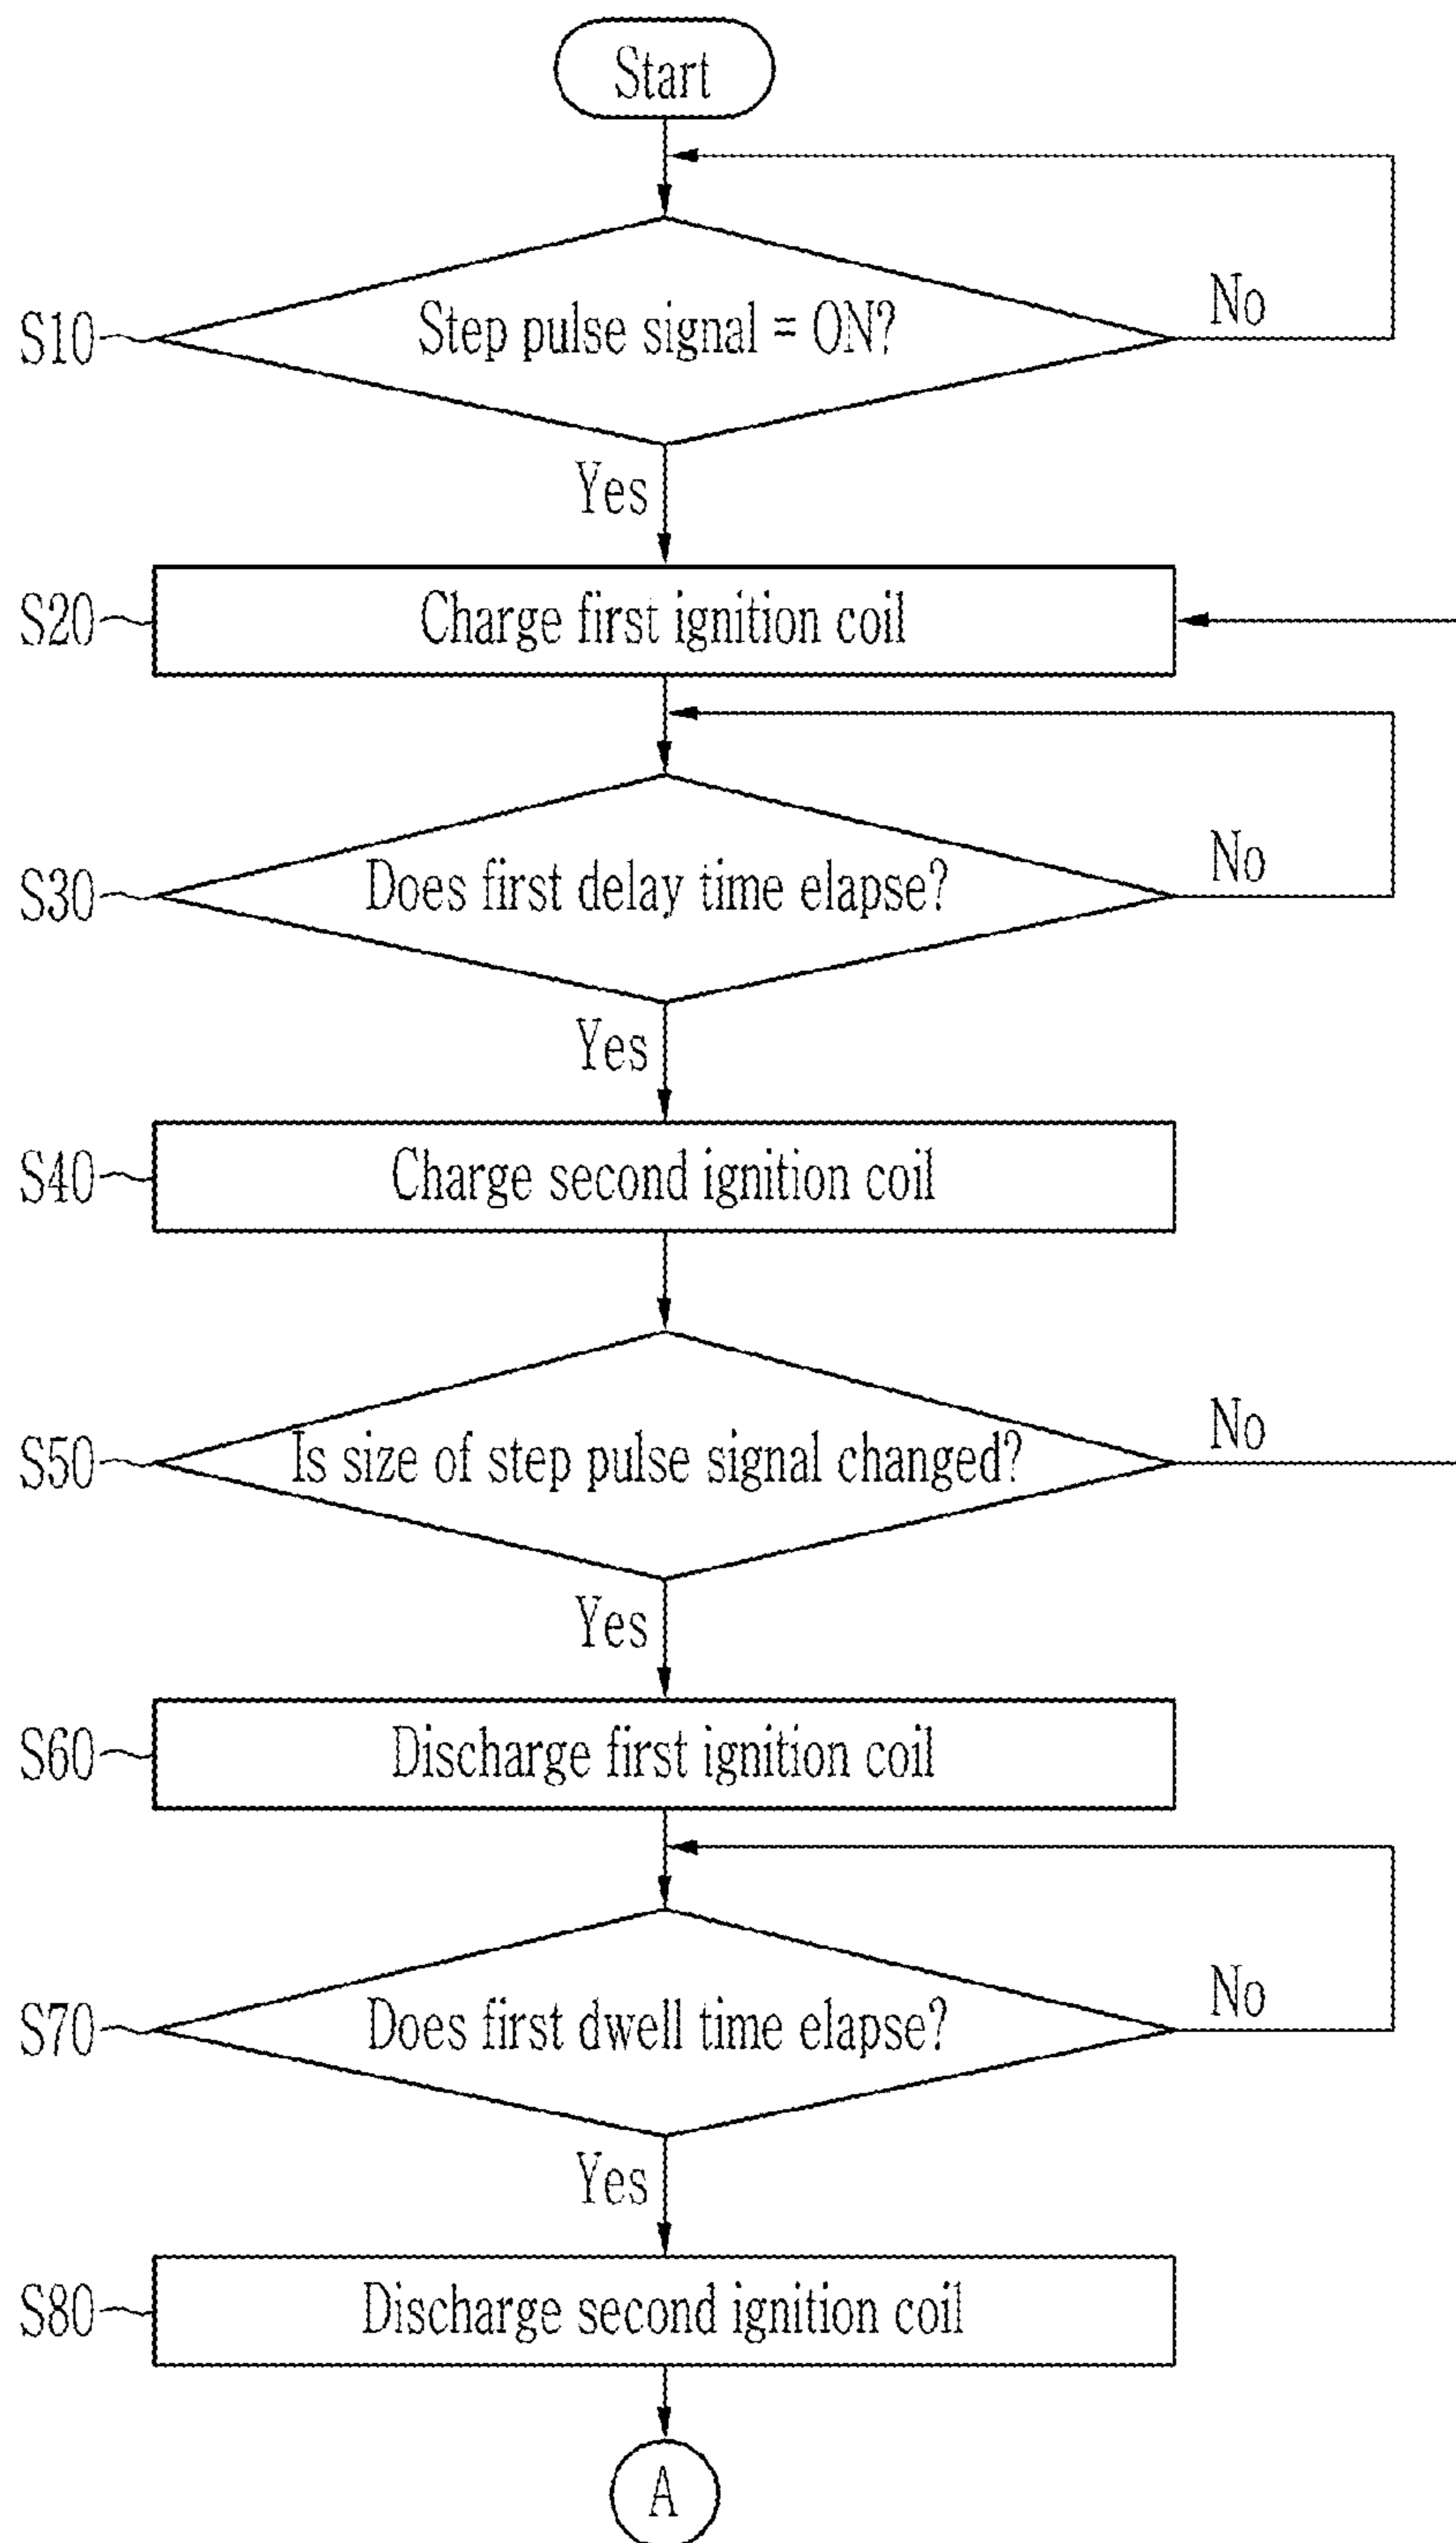 Start
S10
Step pulse signal = ON?
No
Yes
S20
Charge first ignition coil
S30
Does first delay time elapse?
No
Yes
S40
Charge second ignition coil
S50
Is size of step pulse signal changed?
No
Yes
S60
Discharge first ignition coil
S70
Does first dwell time elapse?
No
Yes
S80
Discharge second ignition coil
A